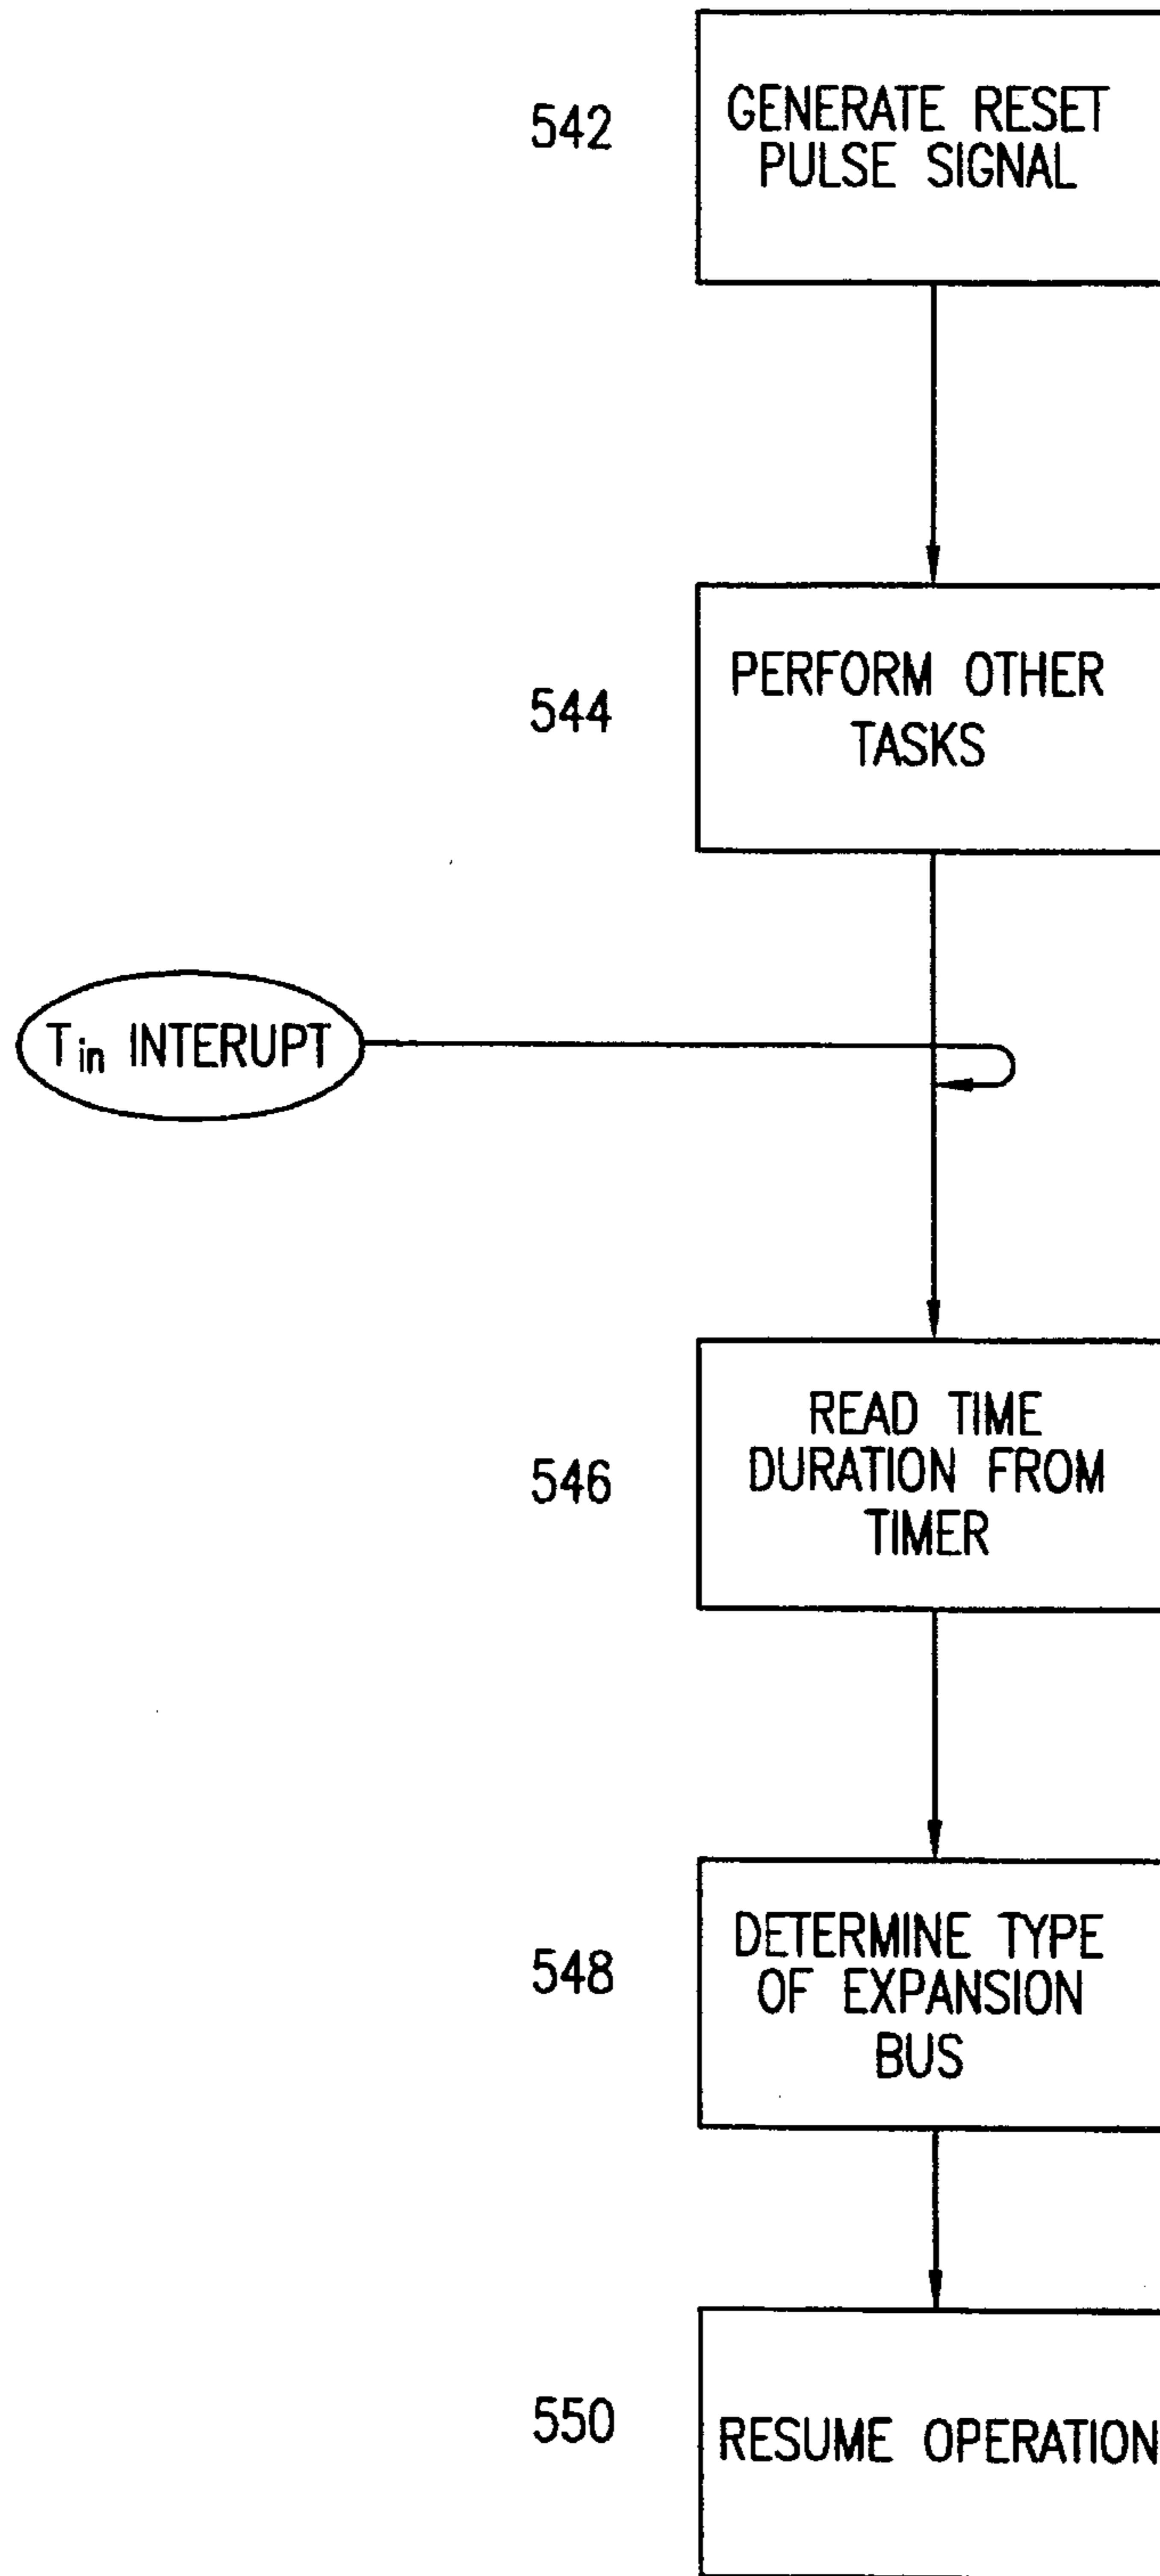 542
GENERATE RESET
PULSE SIGNAL
544
PERFORM OTHER
TASKS
Tin INTERUPT
546
READ TIME
DURATION FROM
TIMER
548
DETERMINE TYPE
OF EXPANSION
BUS
550
RESUME OPERATION